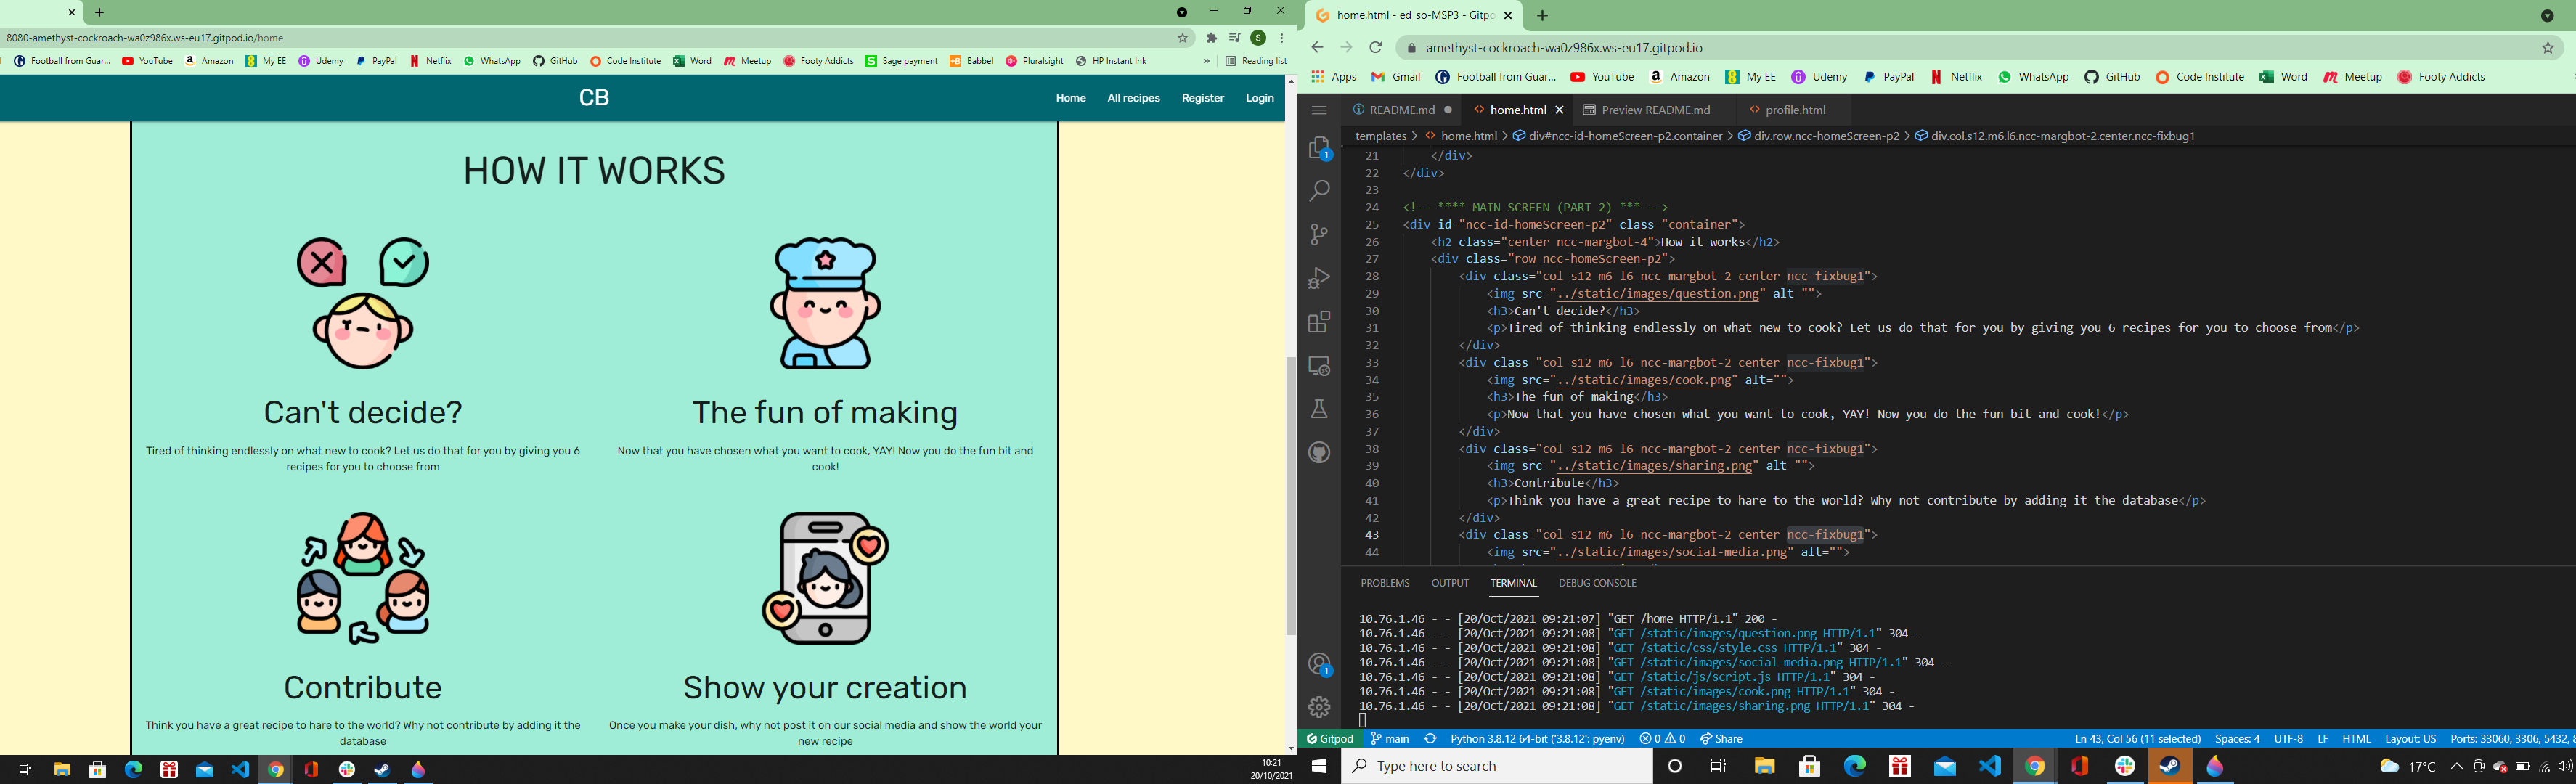 8080-amethyst-cockroach-wa0z986x.ws-eu17.gitpod.io/home
Football from Guar... YouTube Amazon My EE Udemy PayPal Netflix WhatsApp GitHub Code Institute Word Meetup Footy Addicts Sage payment Babbel Pluralsight HP Instant Ink » Reading list
CB
Home All recipes Register Login
HOW IT WORKS
Can't decide?
Tired of thinking endlessly on what new to cook? Let us do that for you by giving you 6
recipes for you to choose from
The fun of making
Now that you have chosen what you want to cook, YAY! Now you do the fun bit and
cook!
Contribute
Think you have a great recipe to hare to the world? Why not contribute by adding it the
database
Show your creation
Once you make your dish, why not post it on our social media and show the world your
new recipe
10:21
20/10/2021
home.html - ed_so-MSP3 - Gitpo
amethyst-cockroach-wa0z986x.ws-eu17.gitpod.io
Apps Gmail Football from Guar... YouTube Amazon My EE Udemy PayPal Netflix WhatsApp GitHub Code Institute Word Meetup Footy Addicts
README.md home.html Preview README.md profile.html
templates > home.html > div#ncc-id-homeScreen-p2.container > div.row.ncc-homeScreen-p2 > div.col.s12.m6.l6.ncc-margbot-2.center.ncc-fixbug1
21 </div>
22 </div>
23
24 <!-- **** MAIN SCREEN (PART 2) *** -->
25 <div id="ncc-id-homeScreen-p2" class="container">
26 <h2 class="center ncc-margbot-4">How it works</h2>
27 <div class="row ncc-homeScreen-p2">
28 <div class="col s12 m6 l6 ncc-margbot-2 center ncc-fixbug1">
29 <img src="../static/images/question.png" alt="">
30 <h3>Can't decide?</h3>
31 <p>Tired of thinking endlessly on what new to cook? Let us do that for you by giving you 6 recipes for you to choose from</p>
32 </div>
33 <div class="col s12 m6 l6 ncc-margbot-2 center ncc-fixbug1">
34 <img src="../static/images/cook.png" alt="">
35 <h3>The fun of making</h3>
36 <p>Now that you have chosen what you want to cook, YAY! Now you do the fun bit and cook!</p>
37 </div>
38 <div class="col s12 m6 l6 ncc-margbot-2 center ncc-fixbug1">
39 <img src="../static/images/sharing.png" alt="">
40 <h3>Contribute</h3>
41 <p>Think you have a great recipe to hare to the world? Why not contribute by adding it the database</p>
42 </div>
43 <div class="col s12 m6 l6 ncc-margbot-2 center ncc-fixbug1">
44 <img src="../static/images/social-media.png" alt="">
PROBLEMS OUTPUT TERMINAL DEBUG CONSOLE
10.76.1.46 - - [20/Oct/2021 09:21:07] "GET /home HTTP/1.1" 200 -
10.76.1.46 - - [20/Oct/2021 09:21:08] "GET /static/images/question.png HTTP/1.1" 304 -
10.76.1.46 - - [20/Oct/2021 09:21:08] "GET /static/css/style.css HTTP/1.1" 304 -
10.76.1.46 - - [20/Oct/2021 09:21:08] "GET /static/images/social-media.png HTTP/1.1" 304 -
10.76.1.46 - - [20/Oct/2021 09:21:08] "GET /static/js/script.js HTTP/1.1" 304 -
10.76.1.46 - - [20/Oct/2021 09:21:08] "GET /static/images/cook.png HTTP/1.1" 304 -
10.76.1.46 - - [20/Oct/2021 09:21:08] "GET /static/images/sharing.png HTTP/1.1" 304 -
Gitpod main Python 3.8.12 64-bit ('3.8.12': pyenv) 0 0 Share Ln 43, Col 56 (11 selected) Spaces: 4 UTF-8 LF HTML Layout: US Ports: 33060, 3306, 5432, 8
Type here to search
17°C